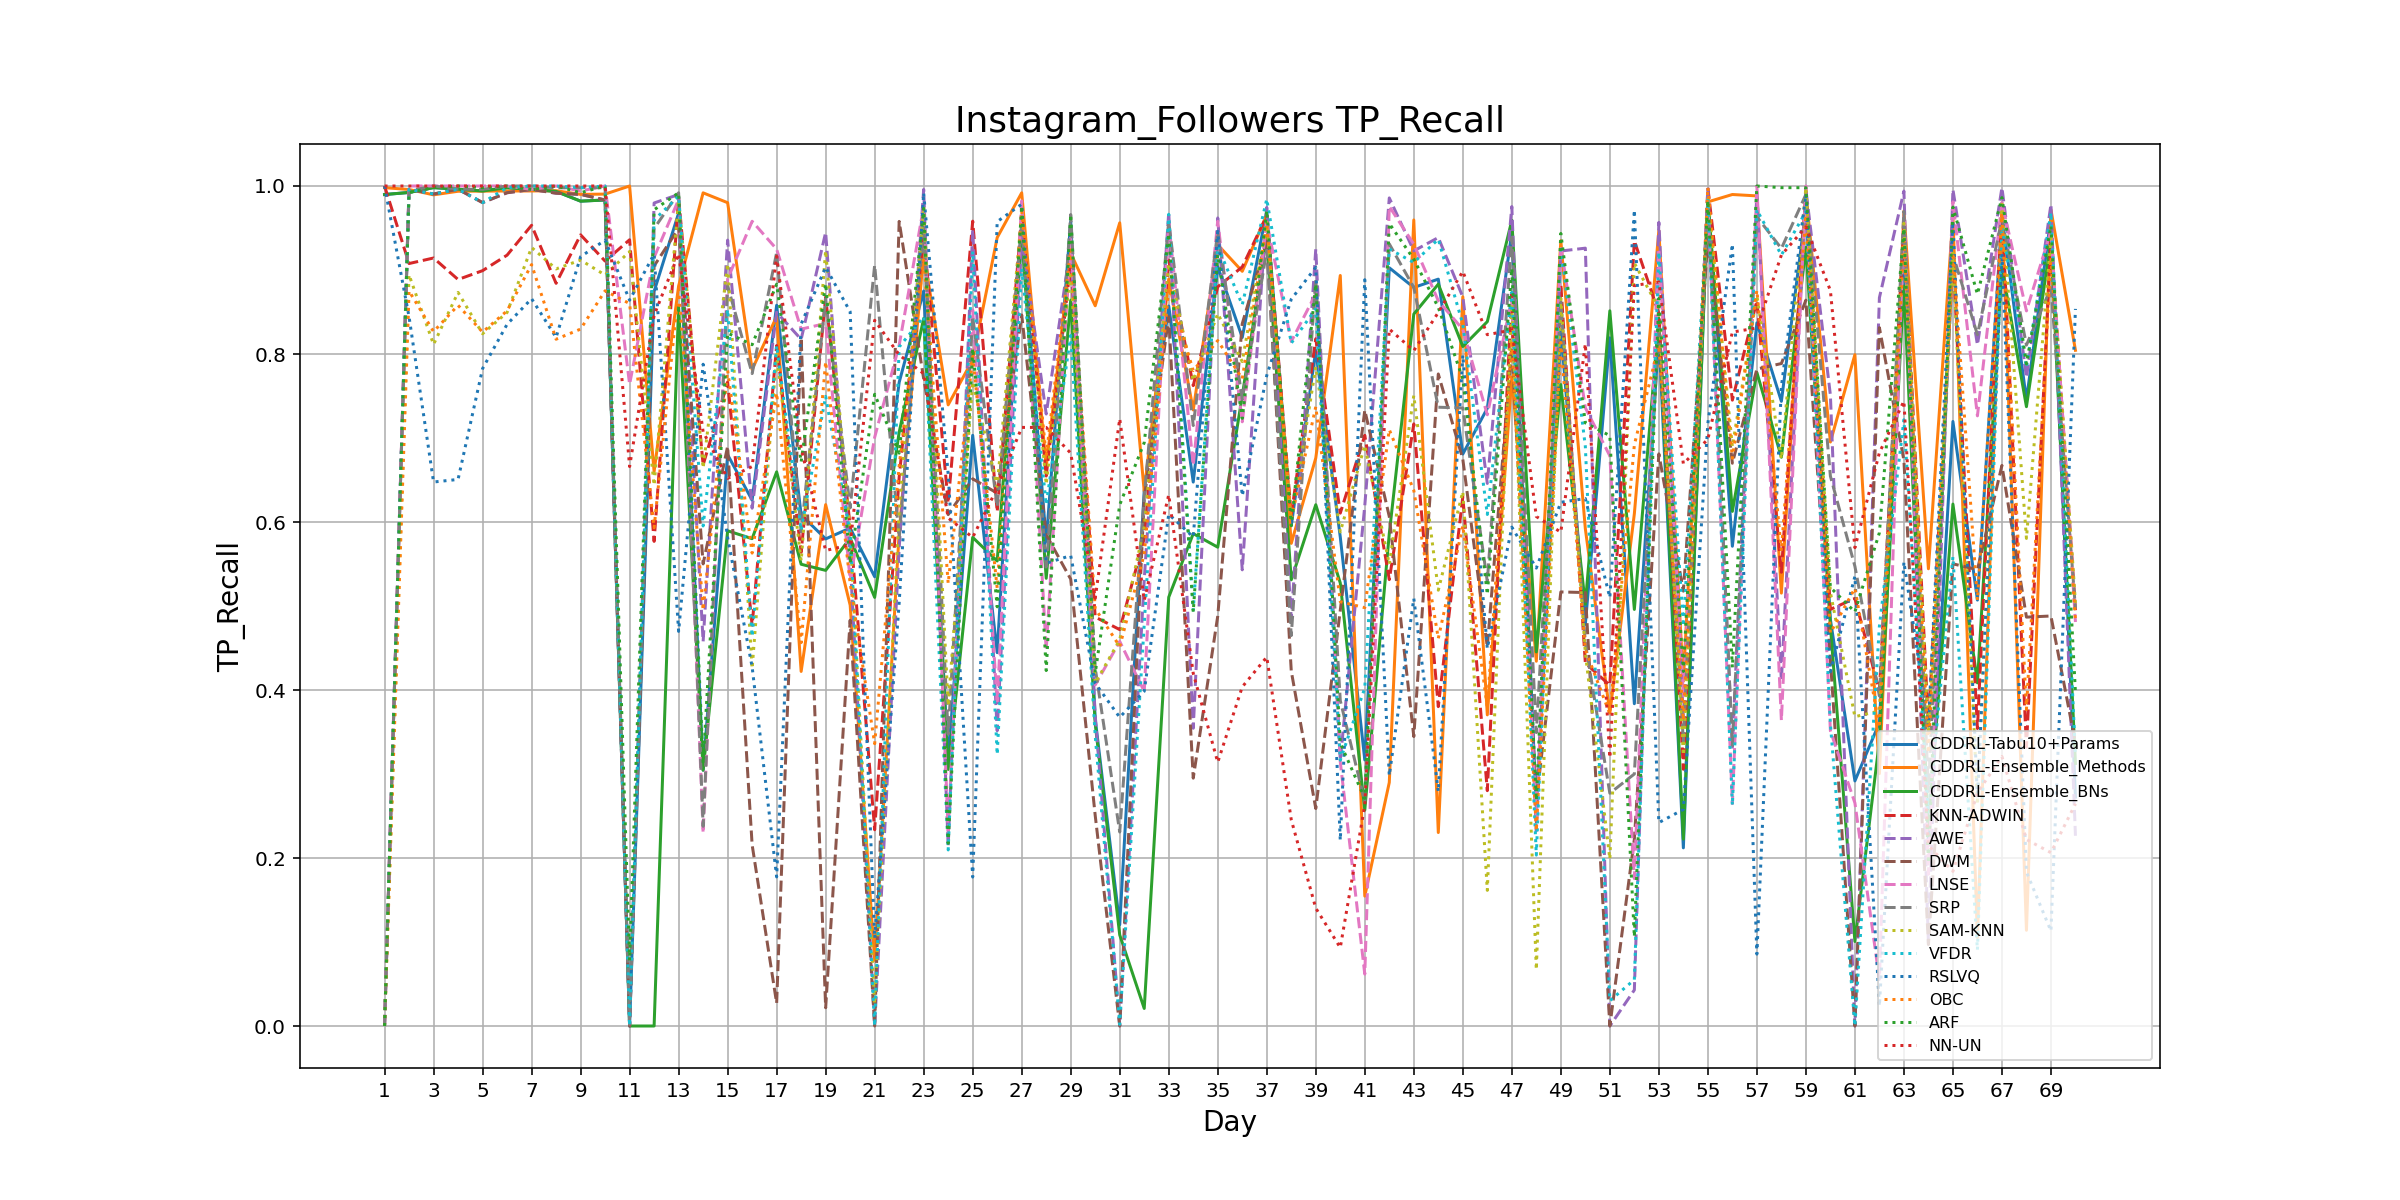 Instagram_Followers TP_Recall
TP_Recall
1.0
0.8
0.6
0.4
0.2
0.0
CDDRL-Tabu10+Params
CDDRL-Ensemble_Methods
CDDRL-Ensemble_BNs
KNN-ADWIN
AWE
DWM
LNSE
SRP
SAM-KNN
VFDR
RSLVQ
OBC
ARF
NN-UN
1 3 5 7 9 11 13 15 17 19 21 23 25 27 29 31 33 35 37 39 41 43 45 47 49 51 53 55 57 59 61 63 65 67 69
Day